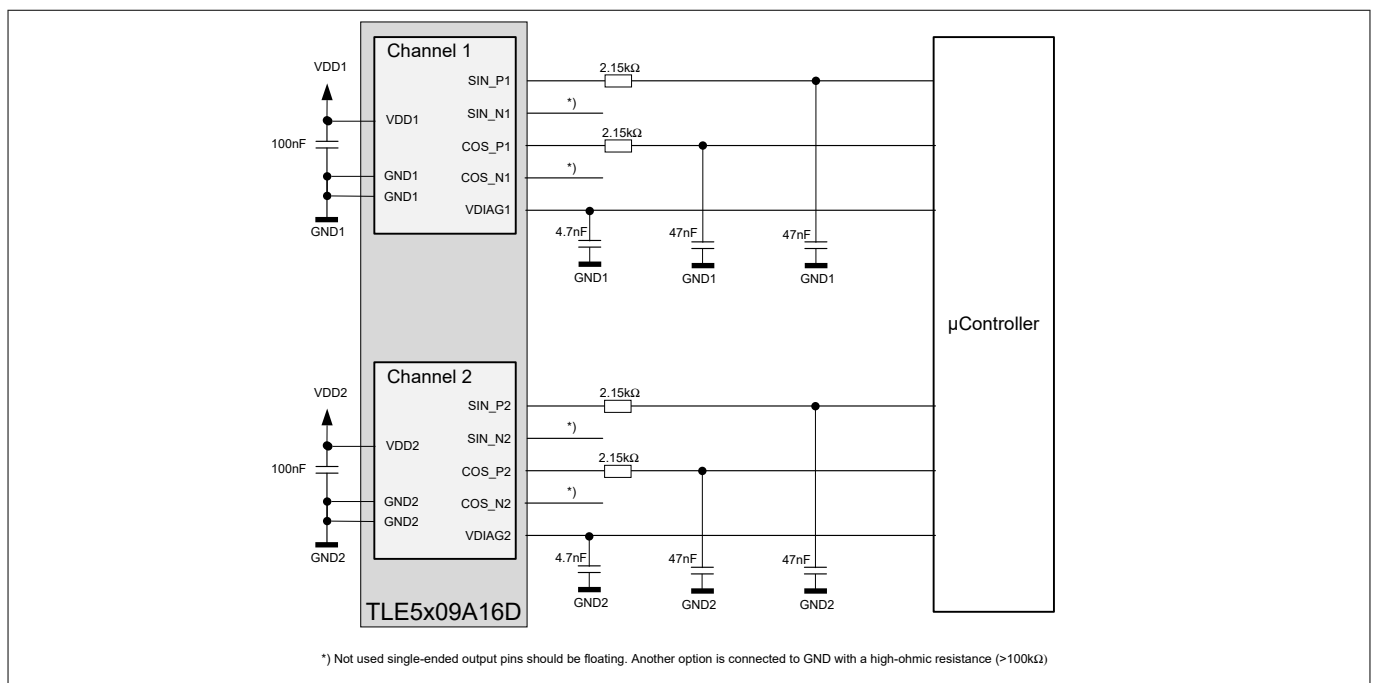 Channel 1
VDD1
SIN_P1
2.15kΩ
SIN_N1
*)
VDD1
100nF
COS_P1
2.15kΩ
GND1
COS_N1
*)
GND1
VDIAG1
GND1
4.7nF
47nF
47nF
GND1
GND1
GND1
µController
Channel 2
VDD2
SIN_P2
2.15kΩ
SIN_N2
*)
VDD2
100nF
COS_P2
2.15kΩ
GND2
COS_N2
*)
GND2
VDIAG2
GND2
4.7nF
47nF
47nF
GND2
GND2
GND2
TLE5x09A16D
*) Not used single-ended output pins should be floating. Another option is connected to GND with a high-ohmic resistance (>100kΩ)